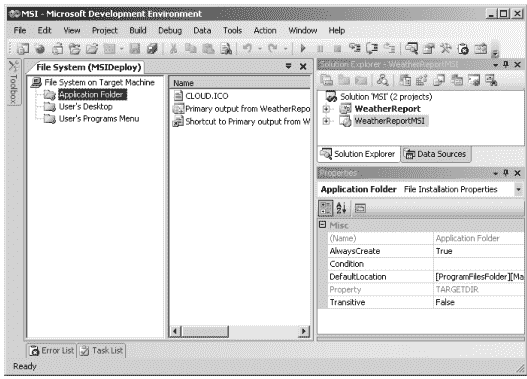 MSI - Microsoft Development Environment
File Edit View Project Build Debug Data Tools Action Window Help
Toolbox
File System (MSIDeploy)
File System on Target Machine
Application Folder
User's Desktop
User's Programs Menu
Name
CLOUD.ICO
Primary output from WeatherRepo
Shortcut to Primary output from W
Solution Explorer - WeatherReportMSI
Solution 'MSI' (2 projects)
WeatherReport
WeatherReportMSI
Solution Explorer Data Sources
Properties
Application Folder File Installation Properties
Misc
(Name) Application Folder
AlwaysCreate True
Condition
DefaultLocation [ProgramFilesFolder][Ma
Property TARGETDIR
Transitive False
Error List Task List
Ready